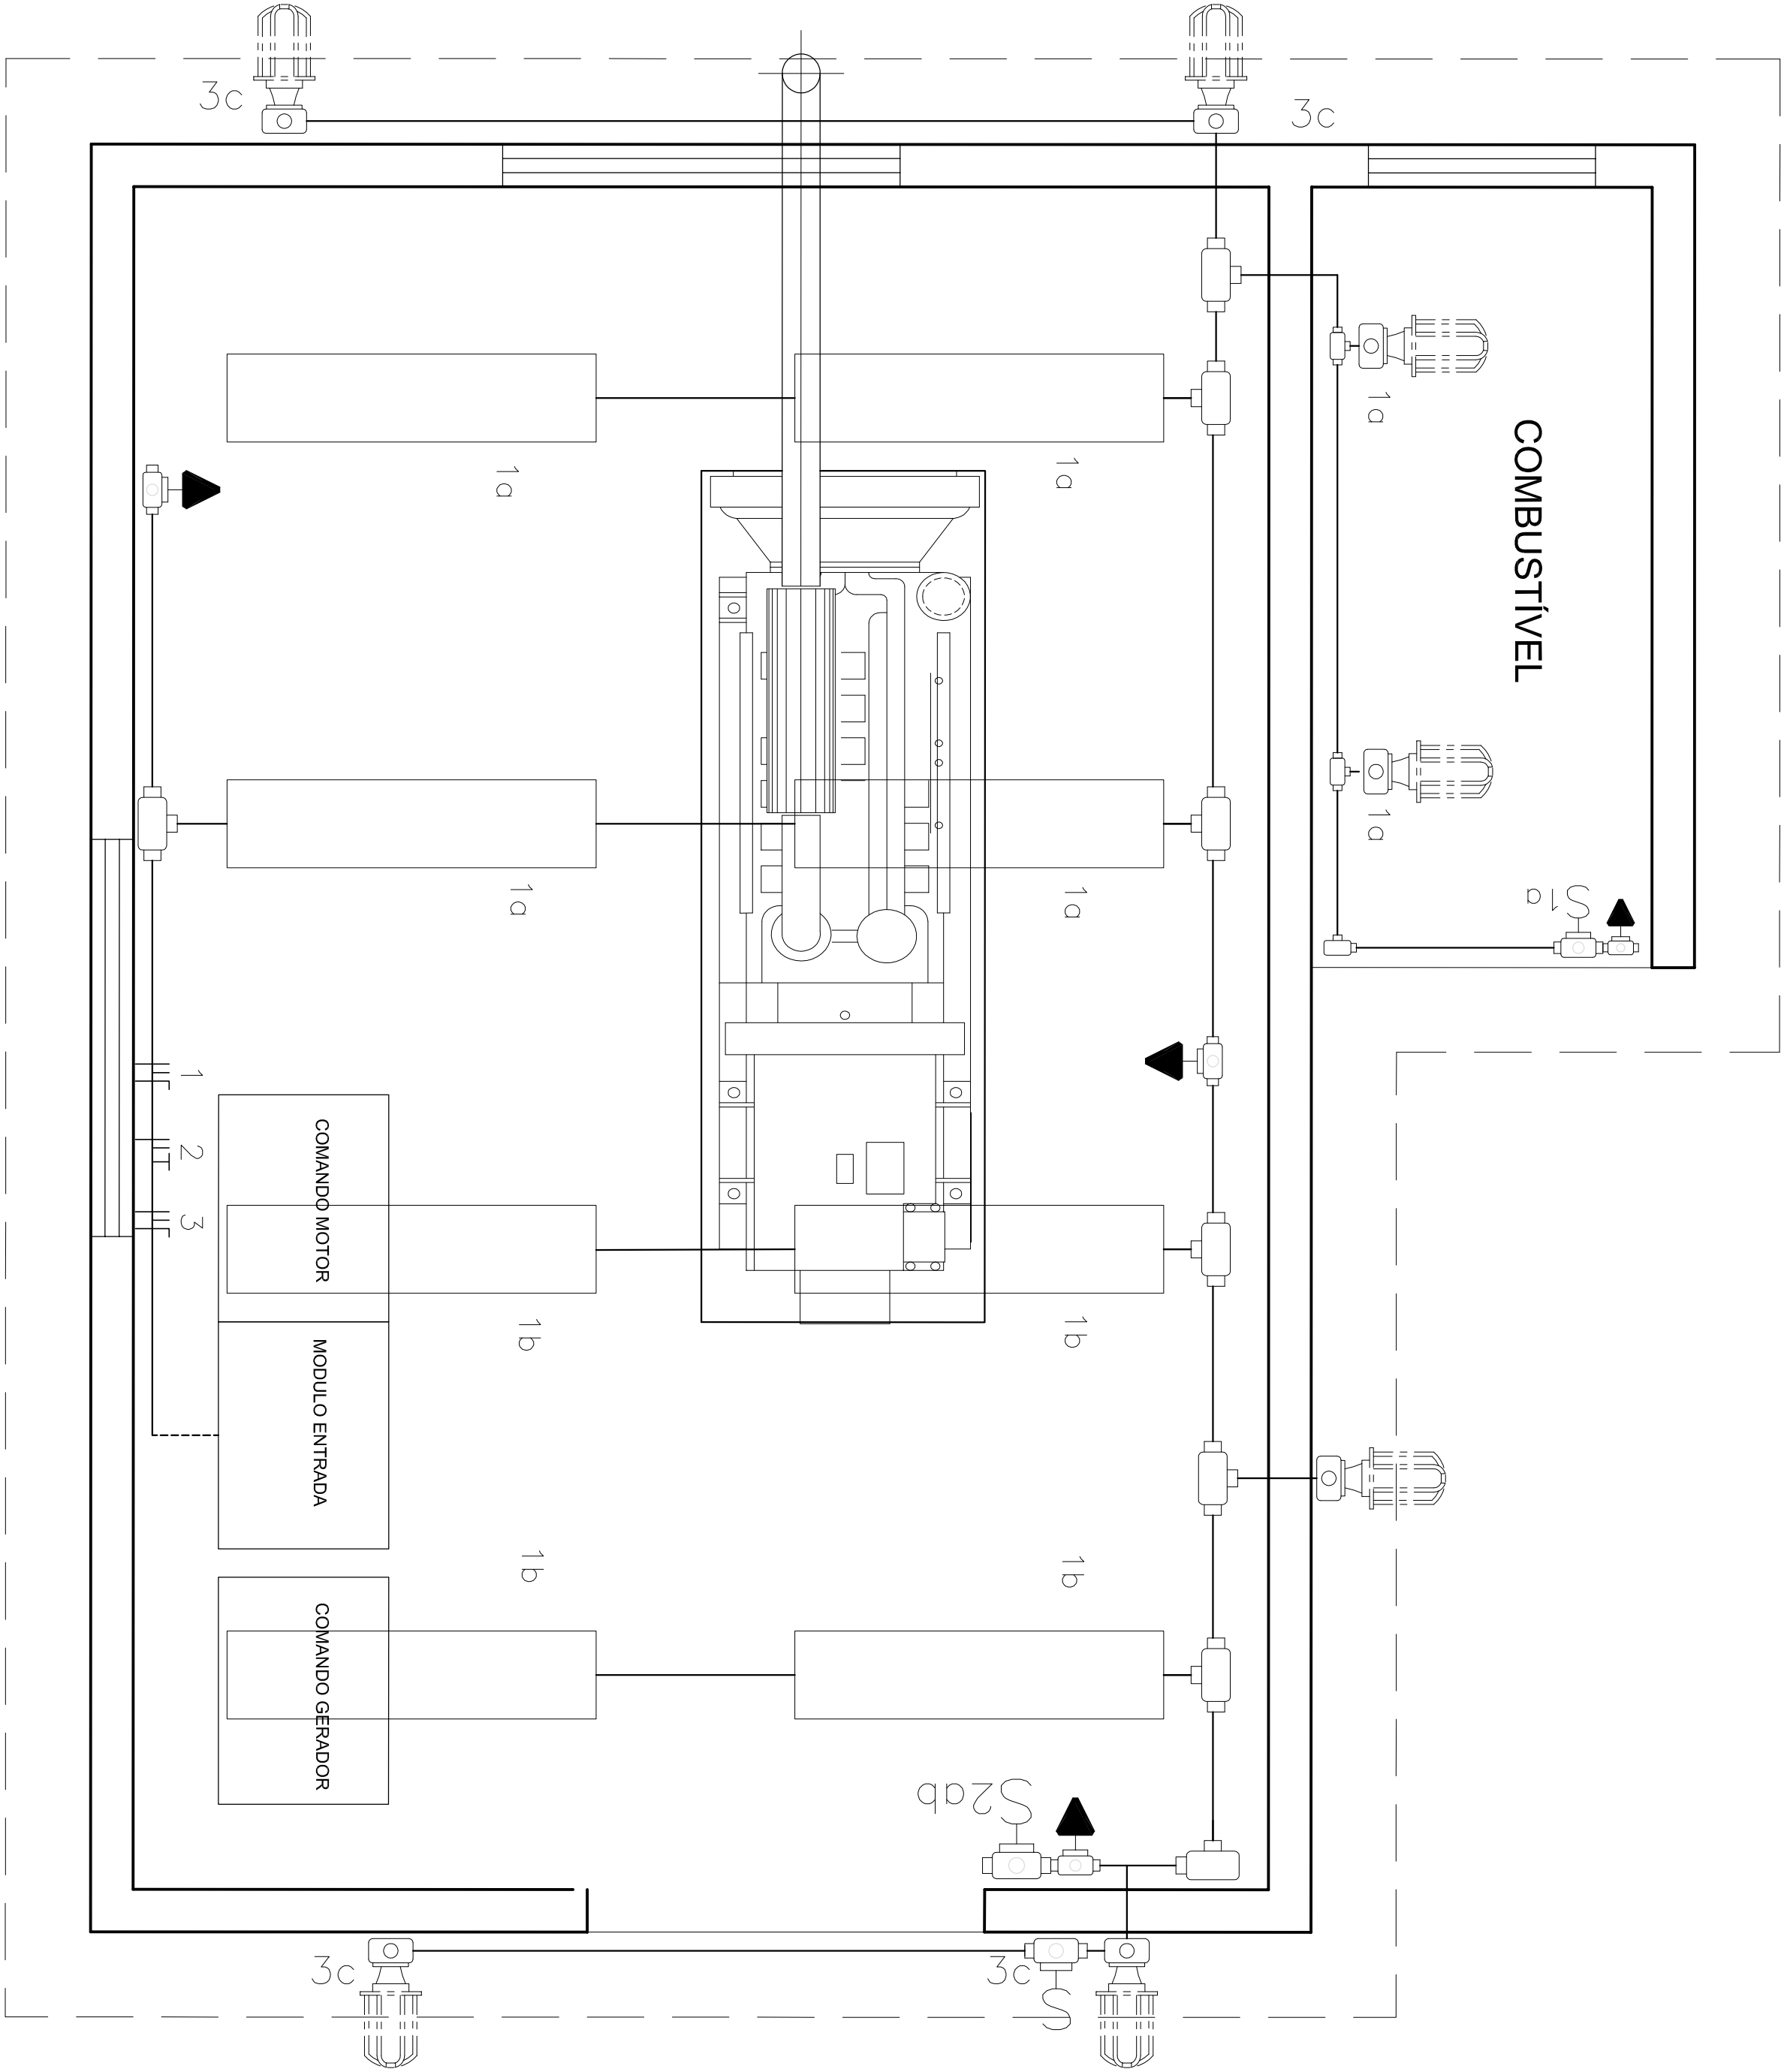 3c
3c
1a
COMBUSTÍVEL
1a
1a
1a
1a
1a
S1a
1
2
3
COMANDO MOTOR
MODULO ENTRADA
1b
1b
1b
1b
COMANDO GERADOR
S2ab
3c
3c
S